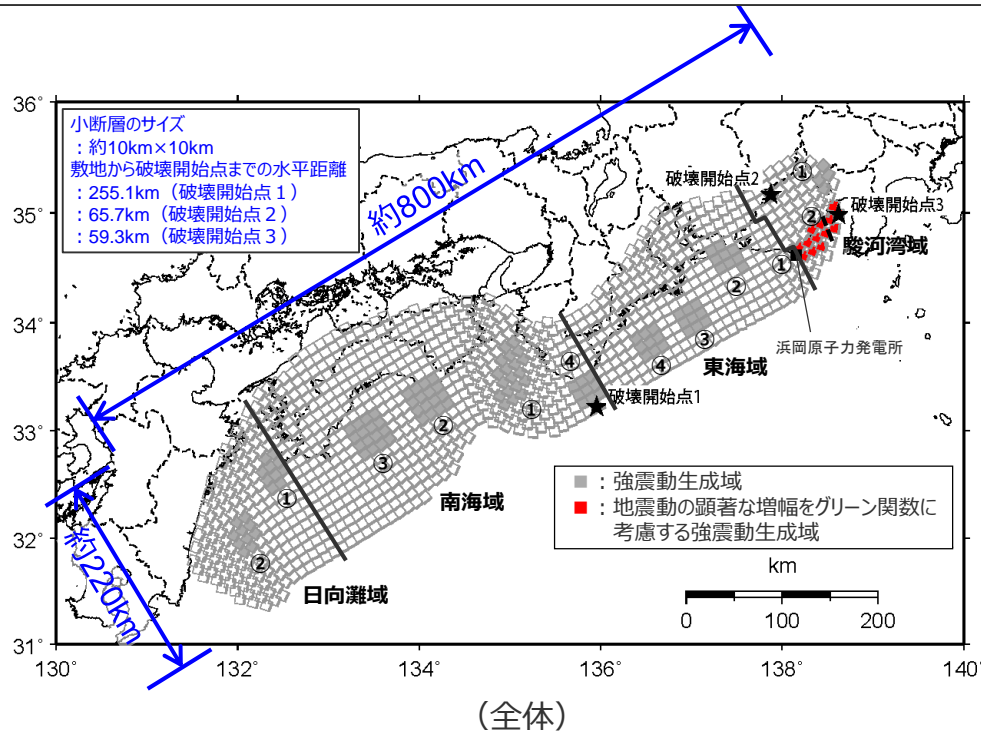 36°
35°
34°
33°
32°
31°
130°
132°
134°
136°
138°
140°
小断層のサイズ
：約10km×10km
敷地から破壊開始点までの水平距離
：255.1km（破壊開始点１）
：65.7km（破壊開始点２）
：59.3km（破壊開始点３）
約800km
約220km
破壊開始点2
①
破壊開始点3
②
駿河湾域
①
②
浜岡原子力発電所
③
東海域
④
④
破壊開始点1
①
②
③
南海域
①
②
日向灘域
■：強震動生成域
■：地震動の顕著な増幅をグリーン関数に
考慮する強震動生成域
km
0 100 200
（全体）